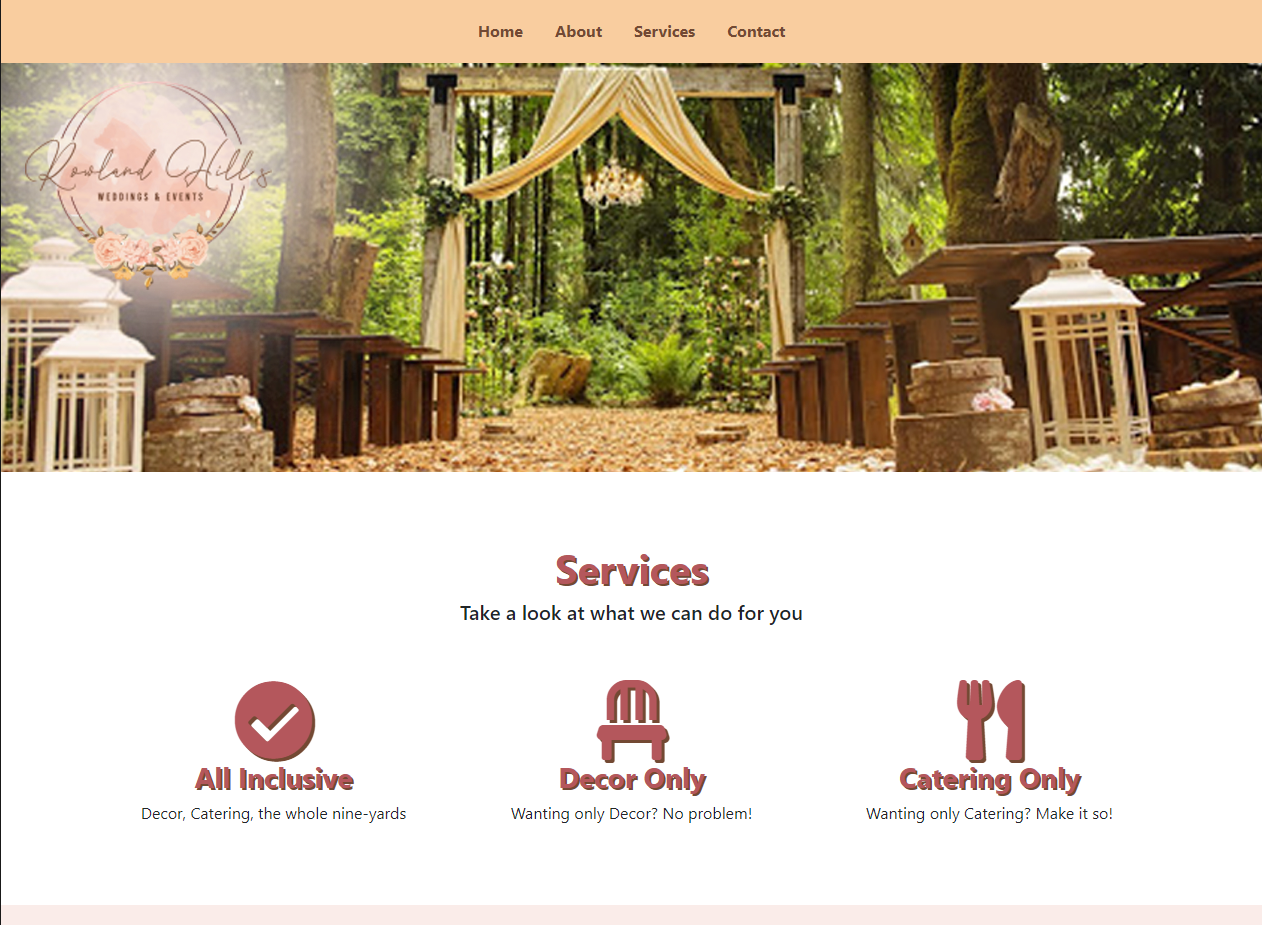 Home About Services Contact
Rowland Hill's
WEDDINGS & EVENTS
Services
Take a look at what we can do for you
All Inclusive Decor Only Catering Only
Decor, Catering, the whole nine-yards Wanting only Decor? No problem! Wanting only Catering? Make it so!